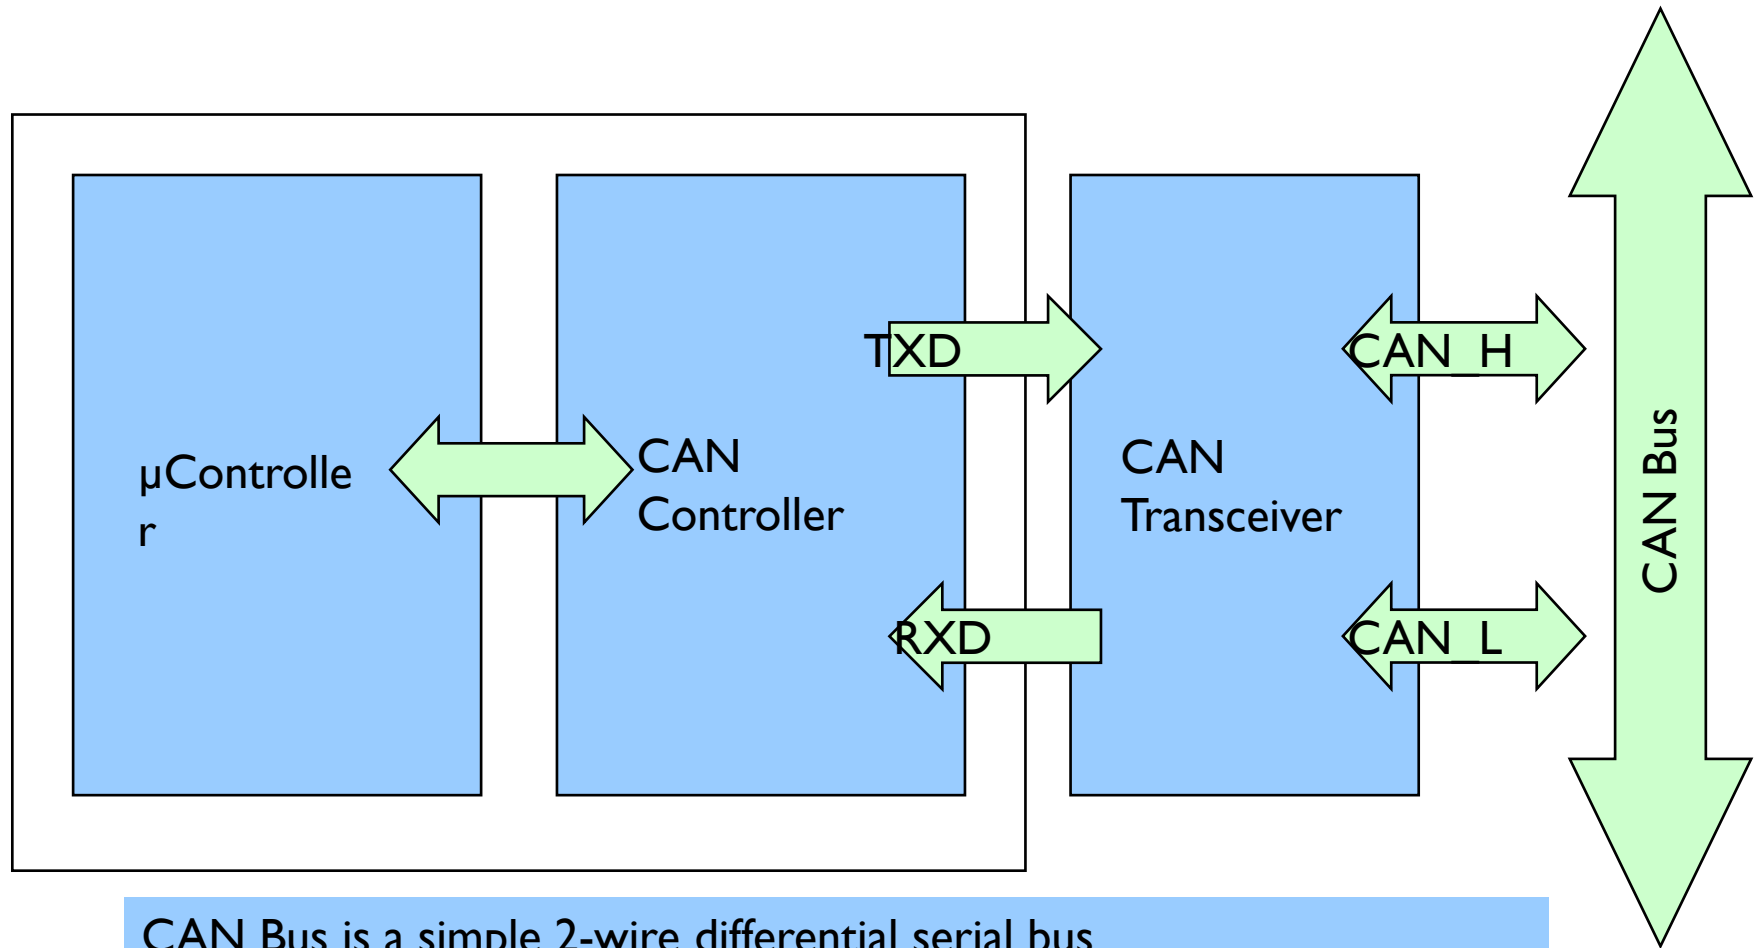 µControlle
r
CAN
Controller
TXD
RXD
CAN
Transceiver
CAN_H
CAN_L
CAN Bus
CAN Bus is a simple 2-wire differential serial bus